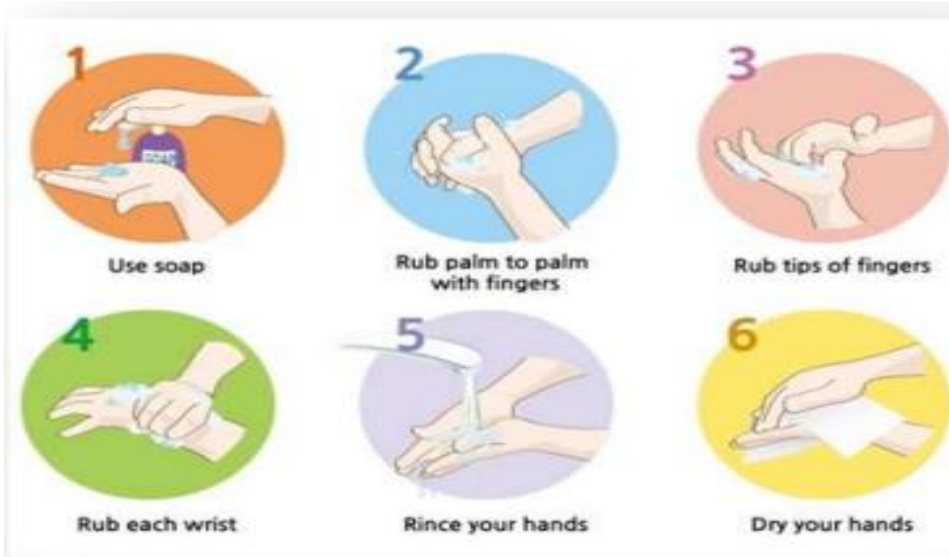 1
2
3
Use soap
Rub palm to palm
with fingers
Rub tips of fingers
4
5
6
Rub each wrist
Rince your hands
Dry your hands